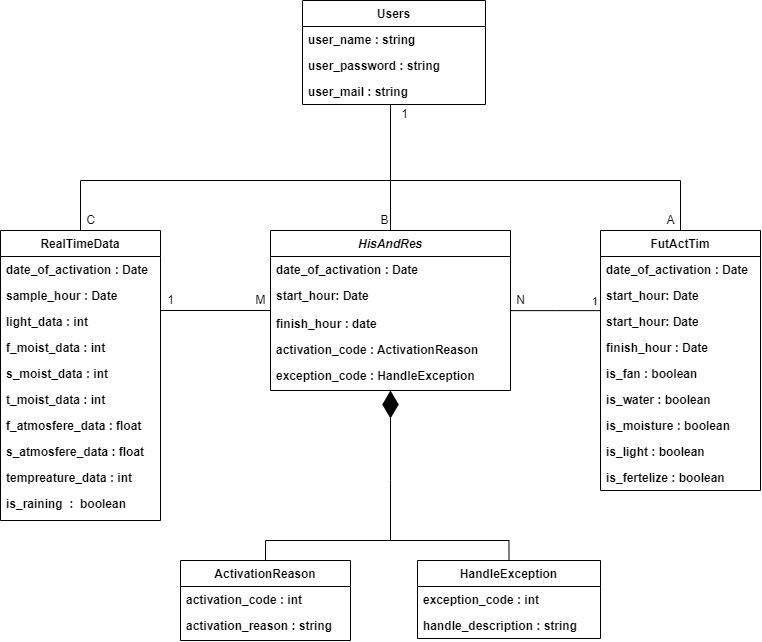 Users
user_name : string
user_password : string
user_mail : string
1
C
B
A
RealTimeData
date_of_activation : Date
sample_hour : Date
light_data : int
f_moist_data : int
s_moist_data : int
t_moist_data : int
f_atmosfere_data : float
s_atmosfere_data : float
tempreature_data : int
is_raining : boolean
1
M
HisAndRes
date_of_activation : Date
start_hour: Date
finish_hour : date
activation_code : ActivationReason
exception_code : HandleException
N
1
FutActTim
date_of_activation : Date
start_hour: Date
start_hour: Date
finish_hour : Date
is_fan : boolean
is_water : boolean
is_moisture : boolean
is_light : boolean
is_fertelize : boolean
ActivationReason
activation_code : int
activation_reason : string
HandleException
exception_code : int
handle_description : string